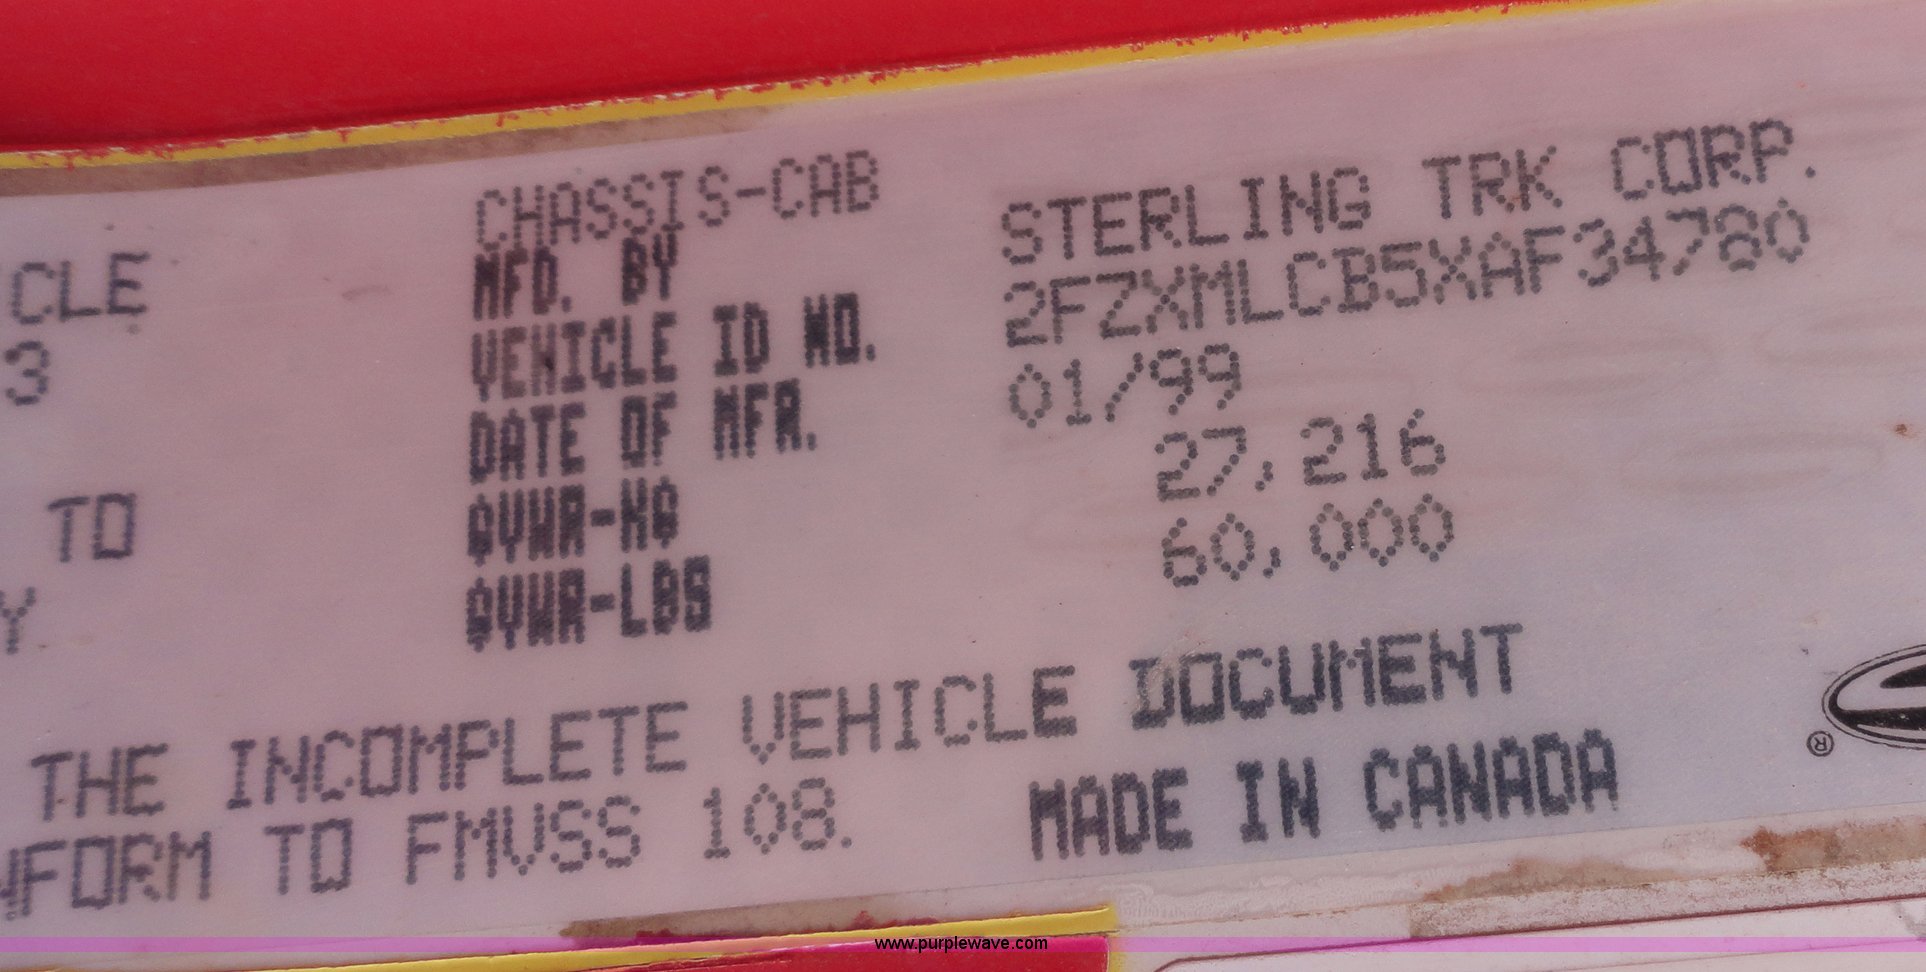 CHASSIS-CAB
MFD. BY STERLING TRK CORP.
CLE VEHICLE ID NO. 2FZXMLCB5XAF34780
3 DATE OF MFR. 01/99
GVWR-KG 27,216
TO GVWR-LBS 60,000
Y
THE INCOMPLETE VEHICLE DOCUMENT
NFORM TO FMVSS 108. MADE IN CANADA
®
www.purplewave.com